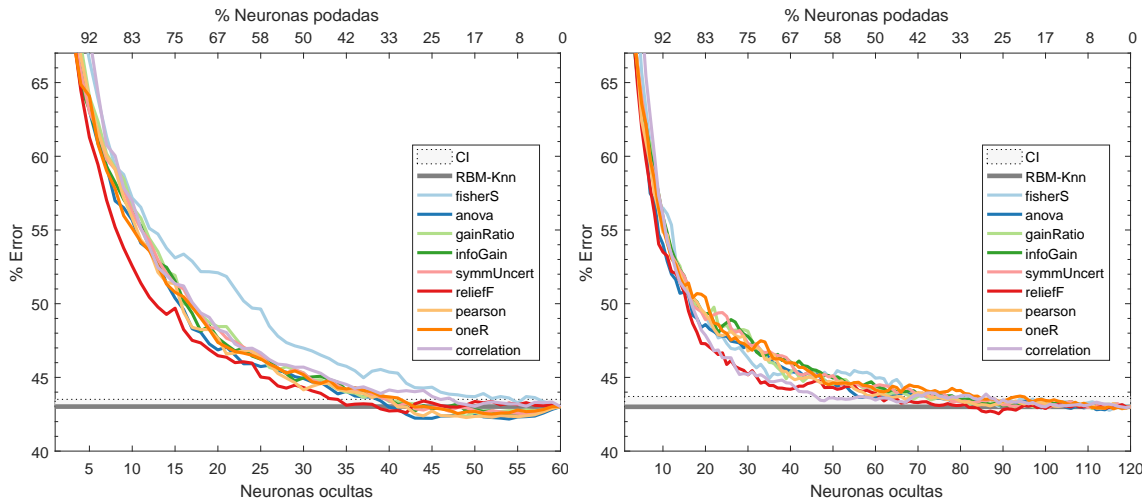 % Neuronas podadas
92 83 75 67 58 50 42 33 25 17 8 0
65
60
55
50
45
40
% Error
CI
RBM-Knn
fisherS
anova
gainRatio
infoGain
symmUncert
reliefF
pearson
oneR
correlation
5 10 15 20 25 30 35 40 45 50 55 60
Neuronas ocultas
% Neuronas podadas
92 83 75 67 58 50 42 33 25 17 8 0
65
60
55
50
45
40
% Error
CI
RBM-Knn
fisherS
anova
gainRatio
infoGain
symmUncert
reliefF
pearson
oneR
correlation
10 20 30 40 50 60 70 80 90 100 110 120
Neuronas ocultas